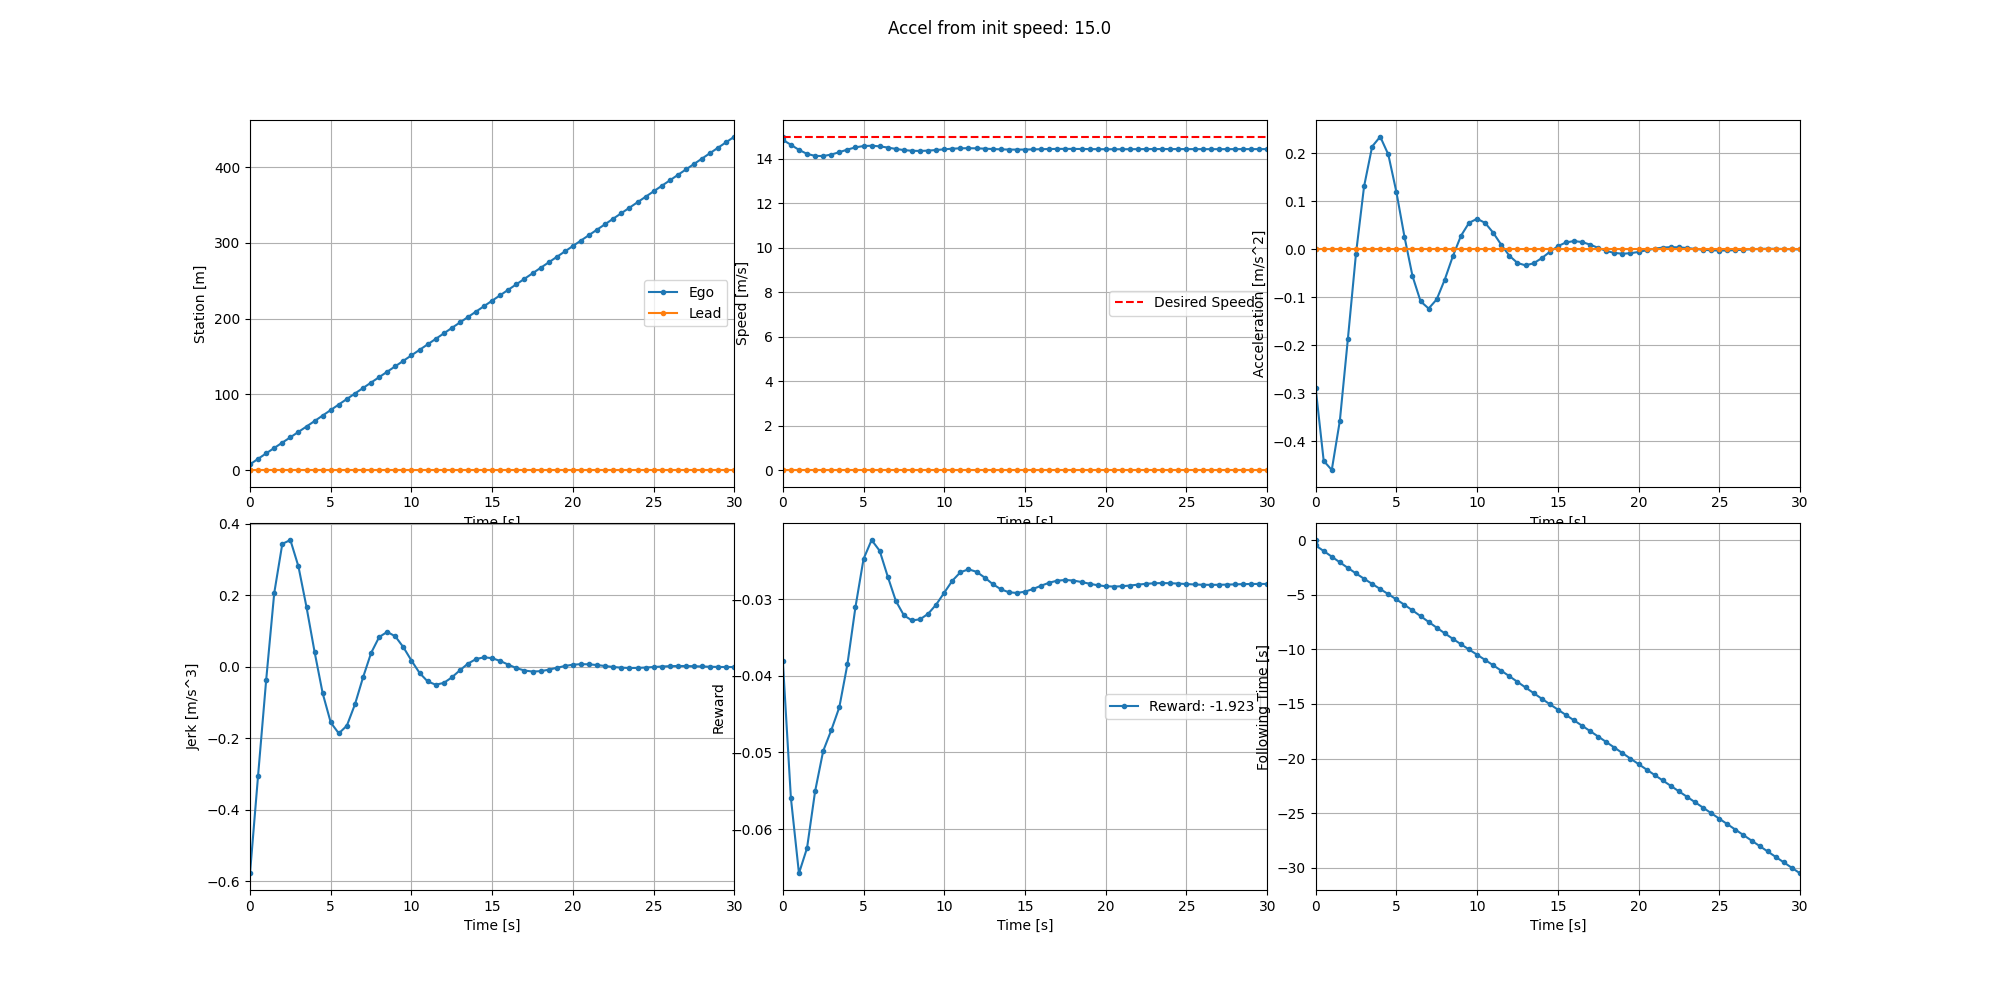 Accel from init speed: 15.0
Station [m]
400
300
200
100
0
0 5 10 15 20 25 30
Time [s]
Ego
Lead
Speed [m/s]
14
12
10
8
6
4
2
0
0 5 10 15 20 25 30
Time [s]
Desired Speed
Acceleration [m/s^2]
0.2
0.1
0.0
−0.1
−0.2
−0.3
−0.4
0 5 10 15 20 25 30
Time [s]
Jerk [m/s^3]
0.4
0.2
0.0
−0.2
−0.4
−0.6
0 5 10 15 20 25 30
Time [s]
Reward
−0.03
−0.04
−0.05
−0.06
0 5 10 15 20 25 30
Time [s]
Reward: -1.923
Following Time [s]
0
−5
−10
−15
−20
−25
−30
0 5 10 15 20 25 30
Time [s]